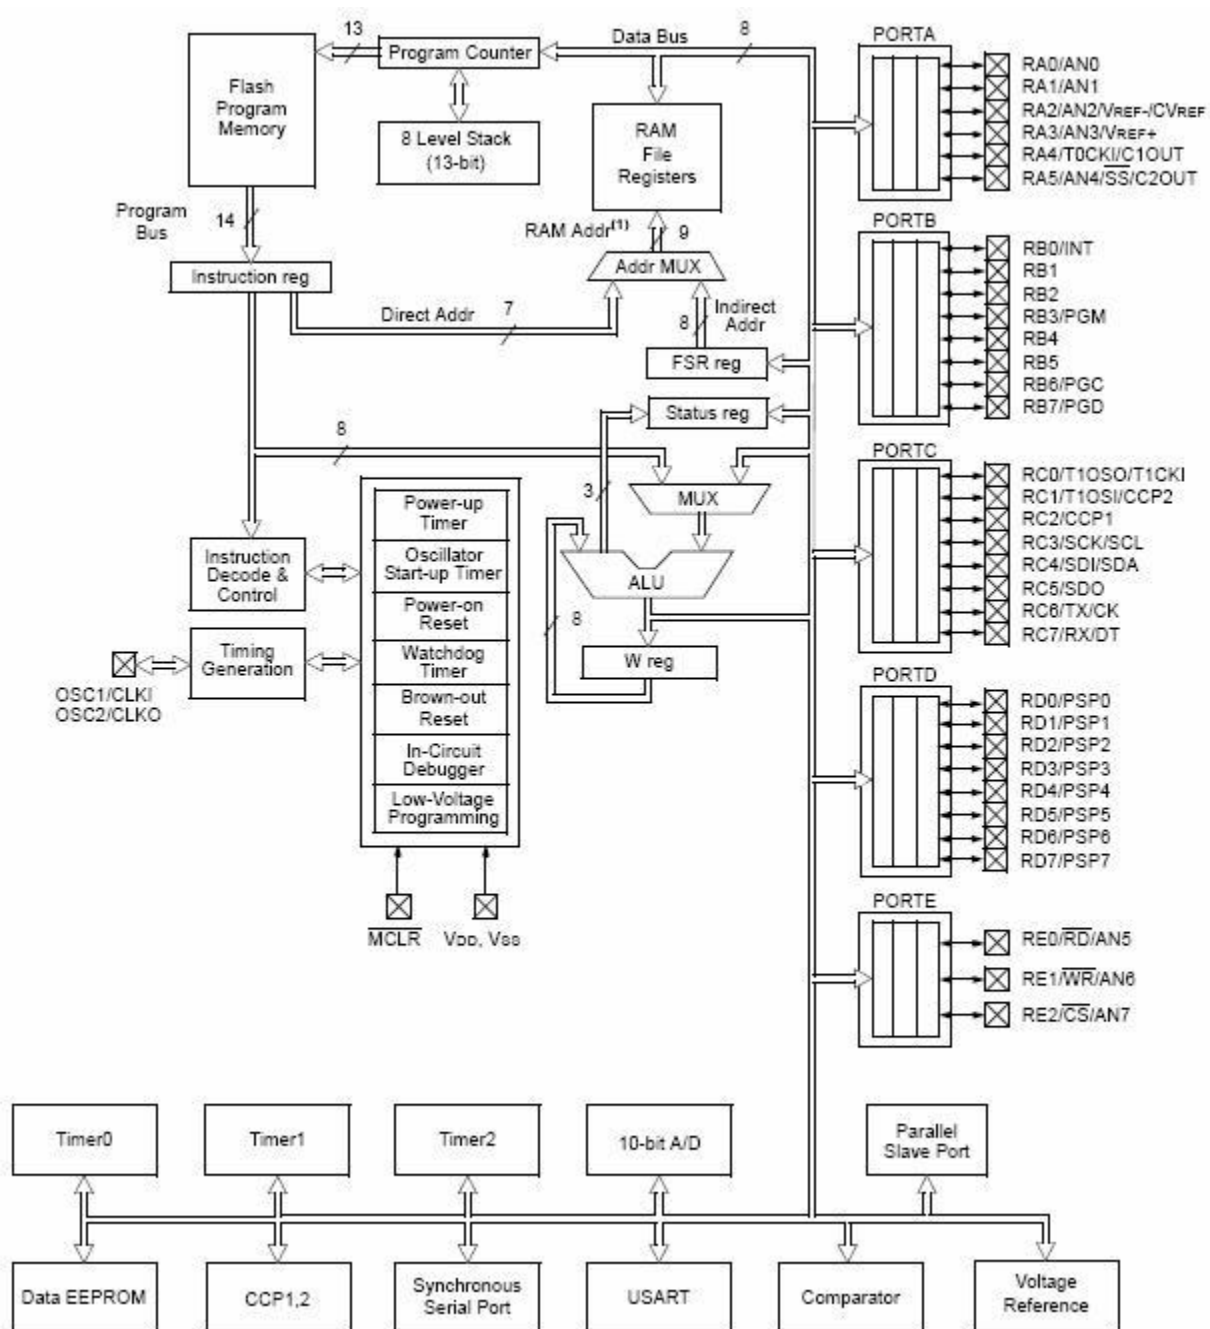 13
Data Bus
8
PORTA
Program Counter
Flash
Program
Memory
8 Level Stack
(13-bit)
RAM
File
Registers
RA0/AN0
RA1/AN1
RA2/AN2/VREF-/CVREF
RA3/AN3/VREF+
RA4/T0CKI/C1OUT
RA5/AN4/SS/C2OUT
Program
Bus
14
RAM Addr(1)
9
PORTB
Instruction reg
Addr MUX
RB0/INT
RB1
RB2
RB3/PGM
RB4
RB5
RB6/PGC
RB7/PGD
Direct Addr
7
8
Indirect
Addr
FSR reg
Status reg
8
PORTC
3
MUX
RC0/T1OSO/T1CKI
RC1/T1OSI/CCP2
RC2/CCP1
RC3/SCK/SCL
RC4/SDI/SDA
RC5/SDO
RC6/TX/CK
RC7/RX/DT
Power-up
Timer
Oscillator
Start-up Timer
Power-on
Reset
Watchdog
Timer
Brown-out
Reset
In-Circuit
Debugger
Low-Voltage
Programming
Instruction
Decode &
Control
Timing
Generation
OSC1/CLKI
OSC2/CLKO
ALU
8
W reg
PORTD
RD0/PSP0
RD1/PSP1
RD2/PSP2
RD3/PSP3
RD4/PSP4
RD5/PSP5
RD6/PSP6
RD7/PSP7
MCLR
VDD, VSS
PORTE
RE0/RD/AN5
RE1/WR/AN6
RE2/CS/AN7
Timer0
Timer1
Timer2
10-bit A/D
Parallel
Slave Port
Data EEPROM
CCP1,2
Synchronous
Serial Port
USART
Comparator
Voltage
Reference